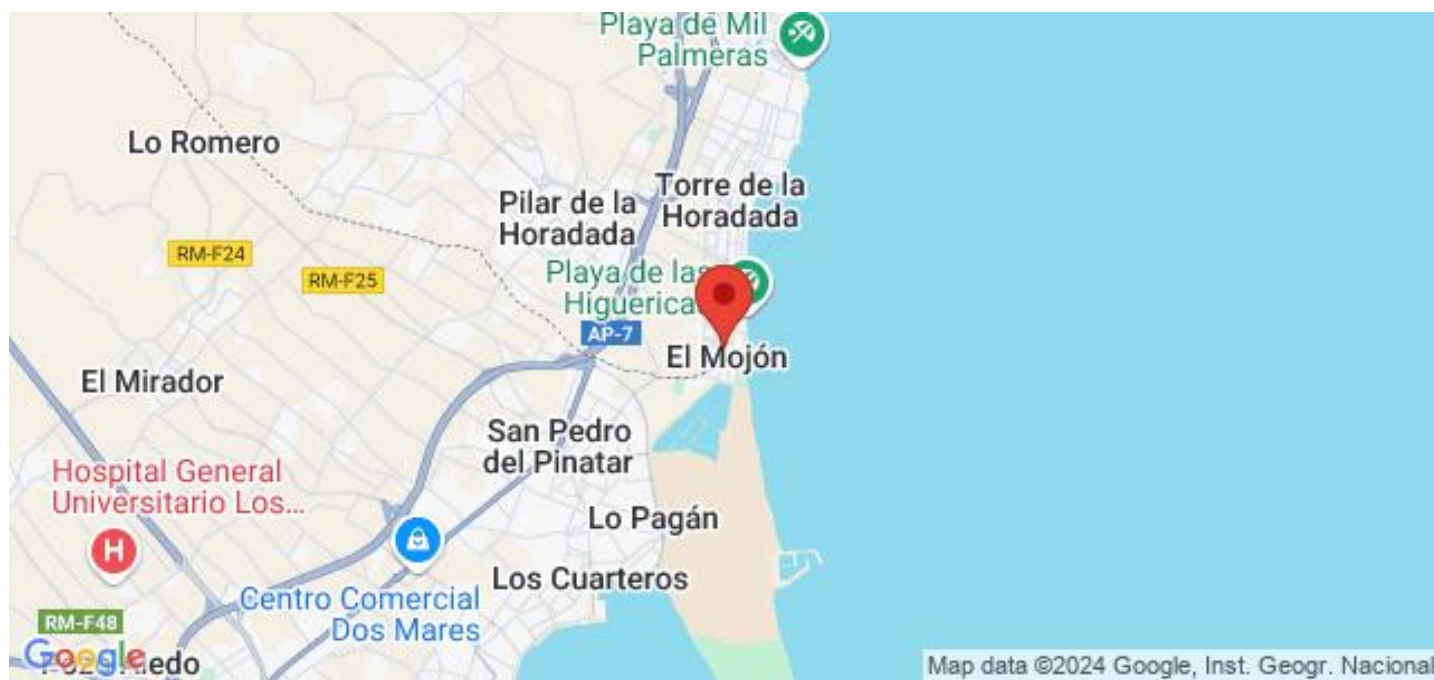 Playa de Mil
Palmeras
Lo Romero
Torre de la
Horadada
Pilar de la
Horadada
RM-F24
RM-F25
Playa de las
Higuerica
AP-7
El Mojón
El Mirador
San Pedro
del Pinatar
Hospital General
Universitario Los...
H
Lo Pagán
Los Cuarteros
Centro Comercial
Dos Mares
RM-F48
Google
Map data ©2024 Google, Inst. Geogr. Nacional